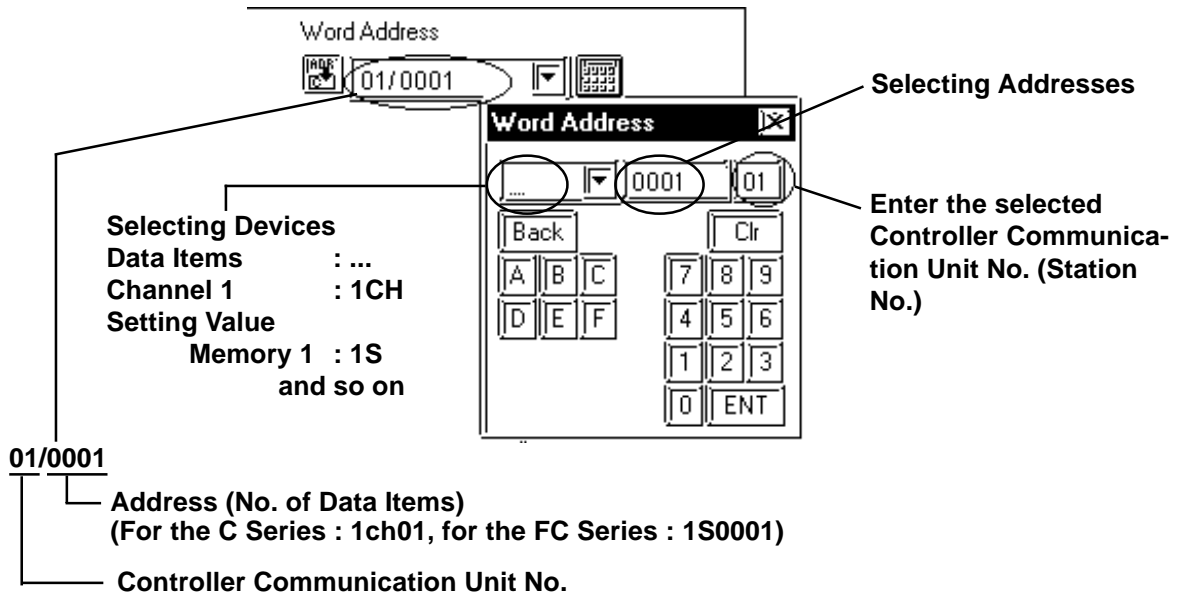 Word Address
ADR
C
01/0001
Selecting Addresses
Word Address
.... 0001 01
Enter the selected
Controller Communica-
tion Unit No. (Station
No.)
Selecting Devices
Data Items : ...
Channel 1 : 1CH
Setting Value
Memory 1 : 1S
and so on
Back Clr
A B C 7 8 9
D E F 4 5 6
1 2 3
0 ENT
01/0001
Address (No. of Data Items)
(For the C Series : 1ch01, for the FC Series : 1S0001)
Controller Communication Unit No.